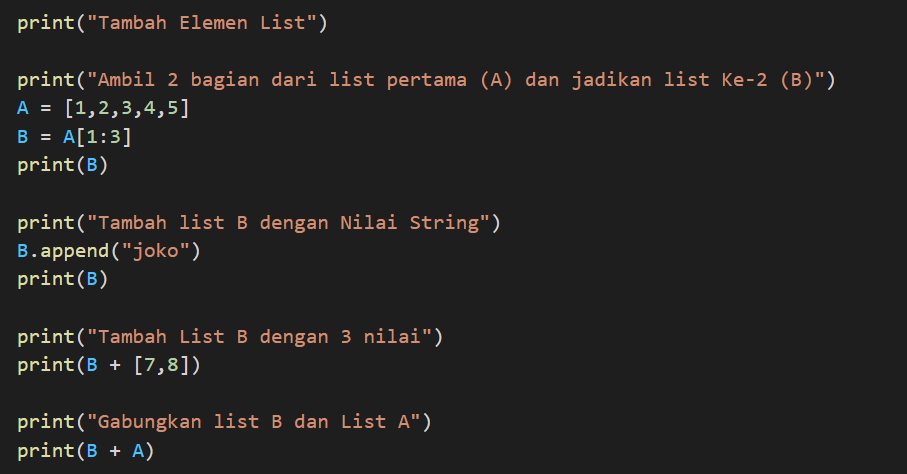 print("Tambah Elemen List")
print("Ambil 2 bagian dari list pertama (A) dan jadikan list Ke-2 (B)")
A = [1,2,3,4,5]
B = A[1:3]
print(B)
print("Tambah list B dengan Nilai String")
B.append("joko")
print(B)
print("Tambah List B dengan 3 nilai")
print(B + [7,8])
print("Gabungkan list B dan List A")
print(B + A)